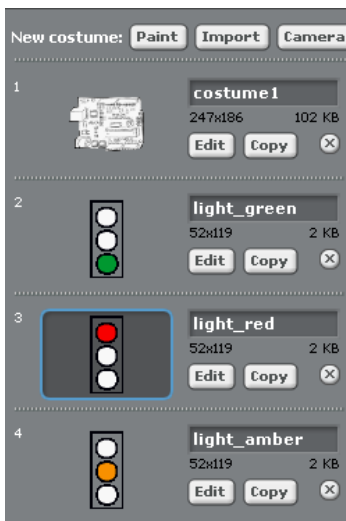 New costume: Paint Import Camera
1
costume1
247x186 102 KB
Edit Copy
2
light_green
52x119 2 KB
Edit Copy
3
light_red
52x119 2 KB
Edit Copy
4
light_amber
52x119 2 KB
Edit Copy